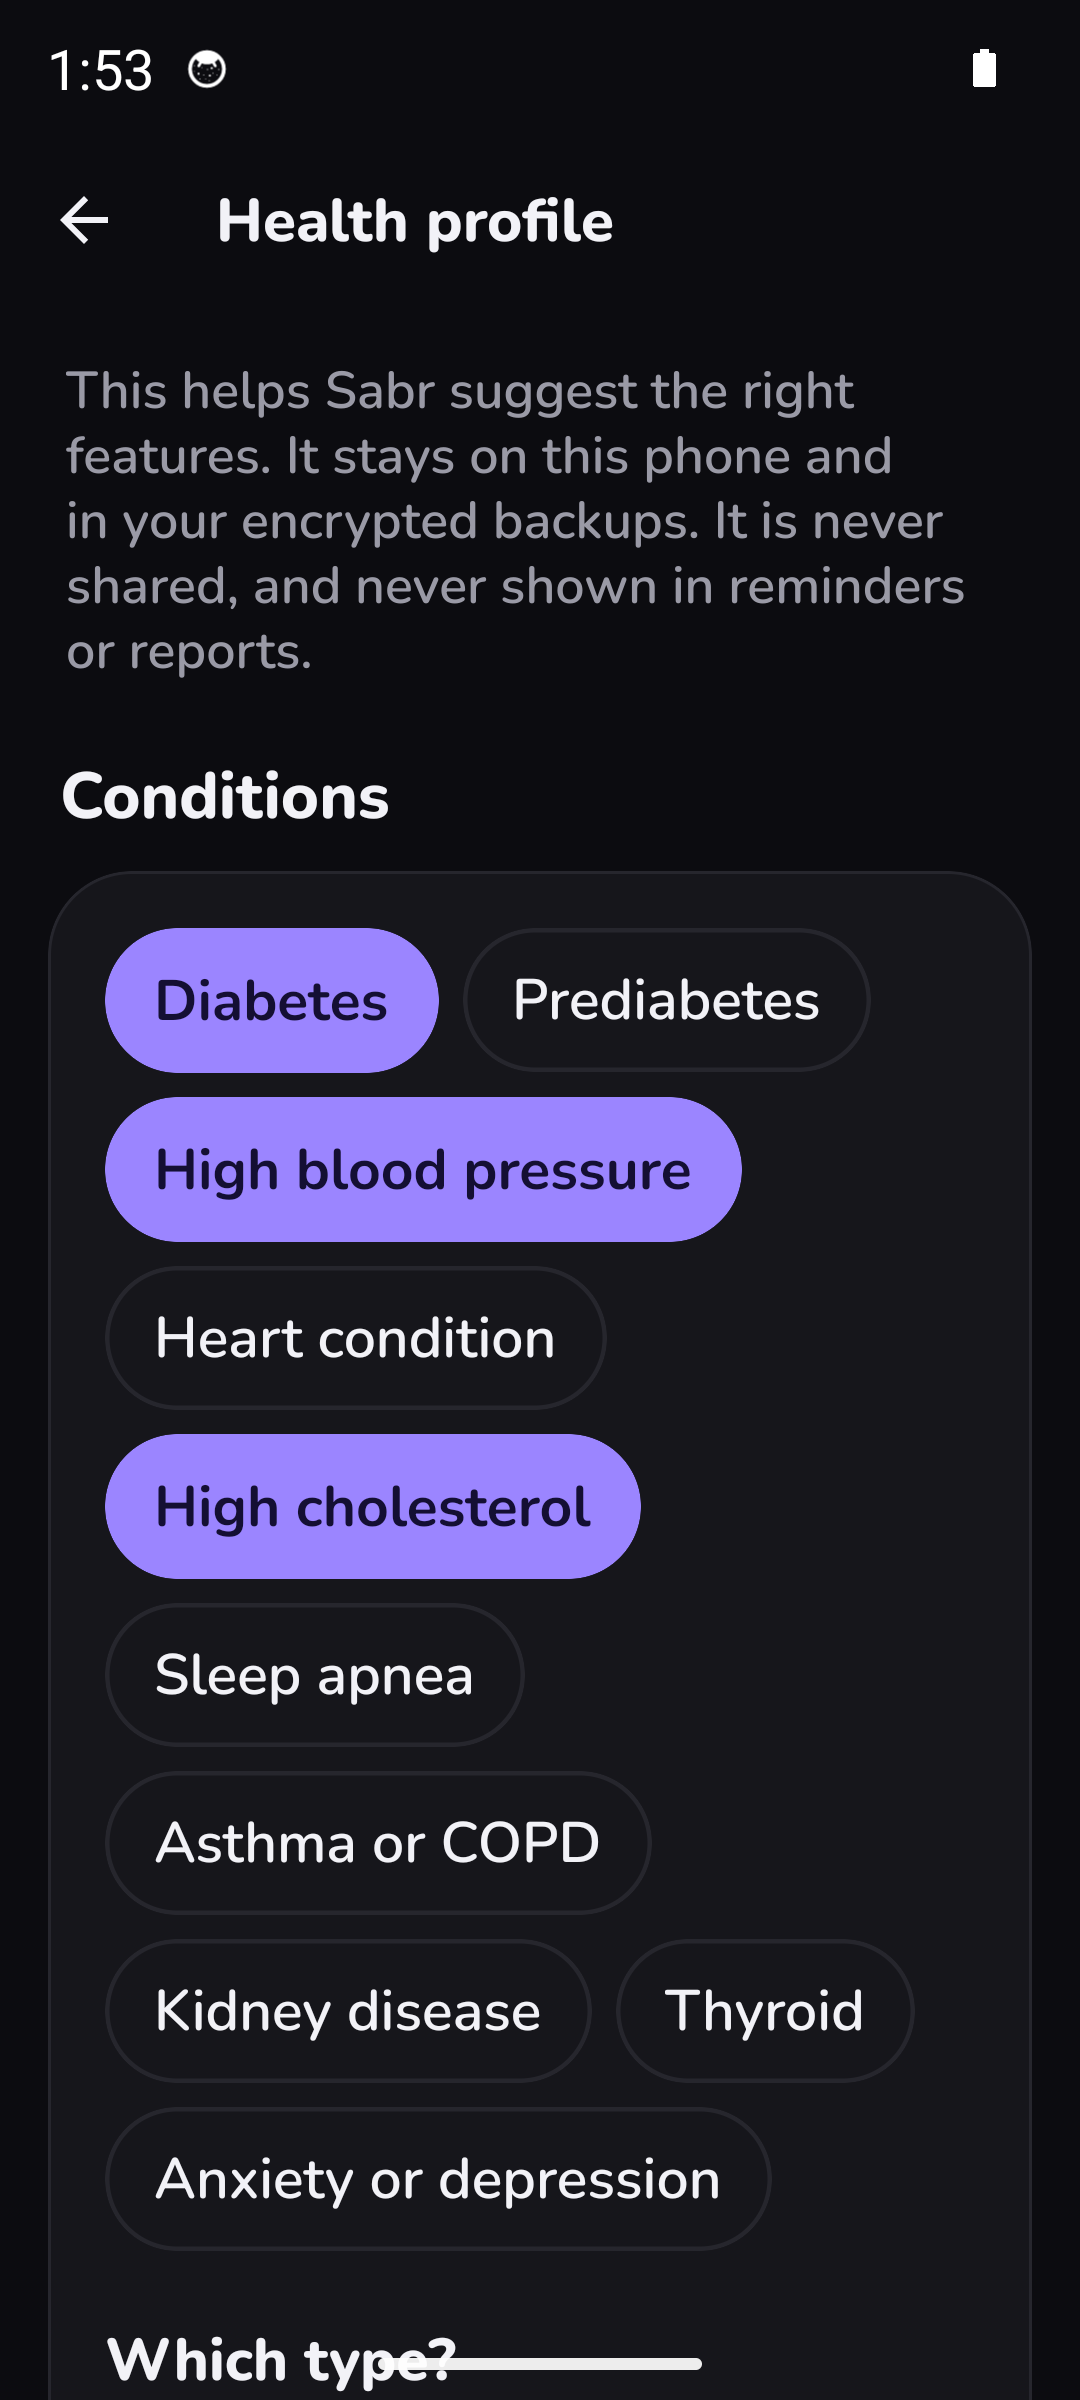 1:53
Health profile
This helps Sabr suggest the right
features. It stays on this phone and
in your encrypted backups. It is never
shared, and never shown in reminders
or reports.
Conditions
Diabetes
Prediabetes
High blood pressure
Heart condition
High cholesterol
Sleep apnea
Asthma or COPD
Kidney disease
Thyroid
Anxiety or depression
Which type?